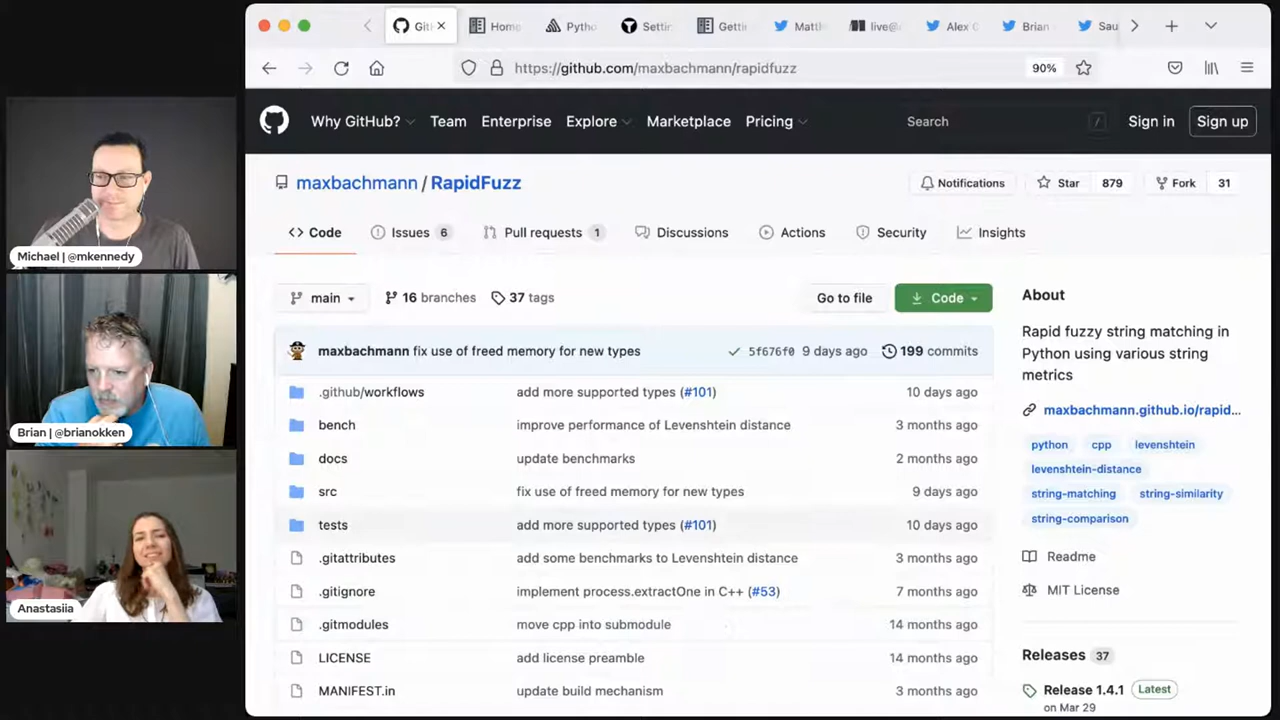 Git
Home
Pytho
Settin
Gettin
Matth
live@
Alex
Brian
Sau
https://github.com/maxbachmann/rapidfuzz
90%
Why GitHub?
Team
Enterprise
Explore
Marketplace
Pricing
Search
/
Sign in
Sign up
maxbachmann / RapidFuzz
Notifications
Star 879
Fork 31
Code
Issues 6
Pull requests 1
Discussions
Actions
Security
Insights
main
16 branches
37 tags
Go to file
Code
maxbachmann fix use of freed memory for new types
5f676f0 9 days ago
199 commits
.github/workflows add more supported types (#101) 10 days ago
bench improve performance of Levenshtein distance 3 months ago
docs update benchmarks 2 months ago
src fix use of freed memory for new types 9 days ago
tests add more supported types (#101) 10 days ago
.gitattributes add some benchmarks to Levenshtein distance 3 months ago
.gitignore implement process.extractOne in C++ (#53) 7 months ago
.gitmodules move cpp into submodule 14 months ago
LICENSE add license preamble 14 months ago
MANIFEST.in update build mechanism 3 months ago
About
Rapid fuzzy string matching in
Python using various string
metrics
maxbachmann.github.io/rapid...
python cpp levenshtein
levenshtein-distance
string-matching string-similarity
string-comparison
Readme
MIT License
Releases 37
Release 1.4.1 Latest
on Mar 29
Michael | @mkennedy
Brian | @brianokken
Anastasiia